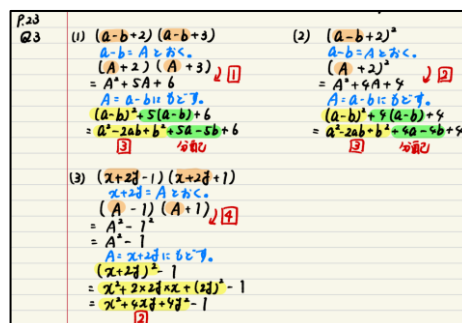 P.23
Q3 (1) (a-b+2)(a-b+3)
a-b=Aとおく。
(A+2)(A+3)
1
= A²+5A+6
A=a-bにもどす。
(a-b)²+5(a-b)+6
= a²-2ab+b²+5a-5b+6
3 分配
(2) (a-b+2)²
a-b=Aとおく。
(A+2)²
2
= A²+4A+4
A=a-bにもどす。
(a-b)²+4(a-b)+4
= a²-2ab+b²+4a-4b+4
3 分配
(3) (x+2y-1)(x+2y+1)
x+2y=Aとおく。
(A-1)(A+1)
4
= A²-1²
= A²-1
A=x+2yにもどす。
(x+2y)²-1
= x²+2×2y×x+(2y)²-1
= x²+4xy+4y²-1
2